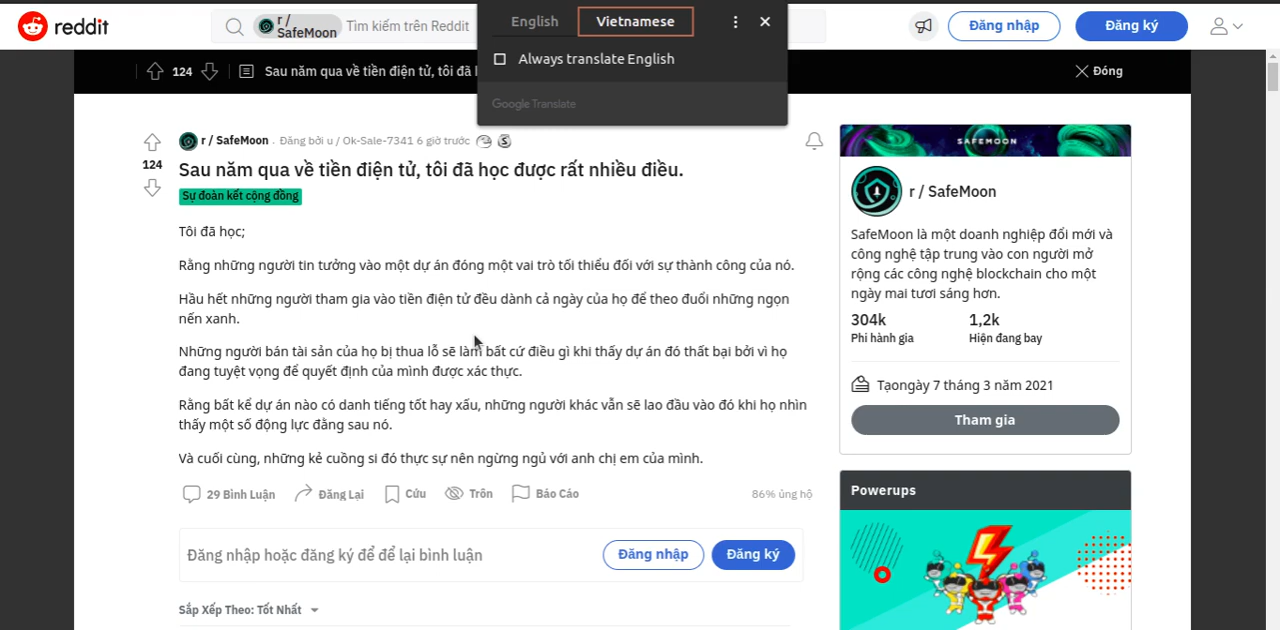 reddit
r /
SafeMoon
Tìm kiếm trên Reddit
English
Vietnamese
Đăng nhập
Đăng ký
Always translate English
Google Translate
124
Sau năm qua về tiền điện tử, tôi đã l
Đóng
124
r / SafeMoon . Đăng bởi u / Ok-Sale-7341 6 giờ trước
Sau năm qua về tiền điện tử, tôi đã học được rất nhiều điều.
Sự đoàn kết cộng đồng
Tôi đã học;
Rằng những người tin tưởng vào một dự án đóng một vai trò tối thiểu đối với sự thành công của nó.
Hầu hết những người tham gia vào tiền điện tử đều dành cả ngày của họ để theo đuổi những ngọn
nến xanh.
Những người bán tài sản của họ bị thua lỗ sẽ làm bất cứ điều gì khi thấy dự án đó thất bại bởi vì họ
đang tuyệt vọng để quyết định của mình được xác thực.
Rằng bất kể dự án nào có danh tiếng tốt hay xấu, những người khác vẫn sẽ lao đầu vào đó khi họ nhìn
thấy một số động lực đằng sau nó.
Và cuối cùng, những kẻ cuồng si đó thực sự nên ngừng ngủ với anh chị em của mình.
29 Bình Luận
Đăng Lại
Cứu
Trốn
Báo Cáo
86% ủng hộ
Đăng nhập hoặc đăng ký để để lại bình luận
Đăng nhập
Đăng ký
Sắp Xếp Theo: Tốt Nhất
SAFEMOON
r / SafeMoon
SafeMoon là một doanh nghiệp đổi mới và
công nghệ tập trung vào con người mở
rộng các công nghệ blockchain cho một
ngày mai tươi sáng hơn.
304k
1,2k
Phi hành gia
Hiện đang bay
Tạongày 7 tháng 3 năm 2021
Tham gia
Powerups